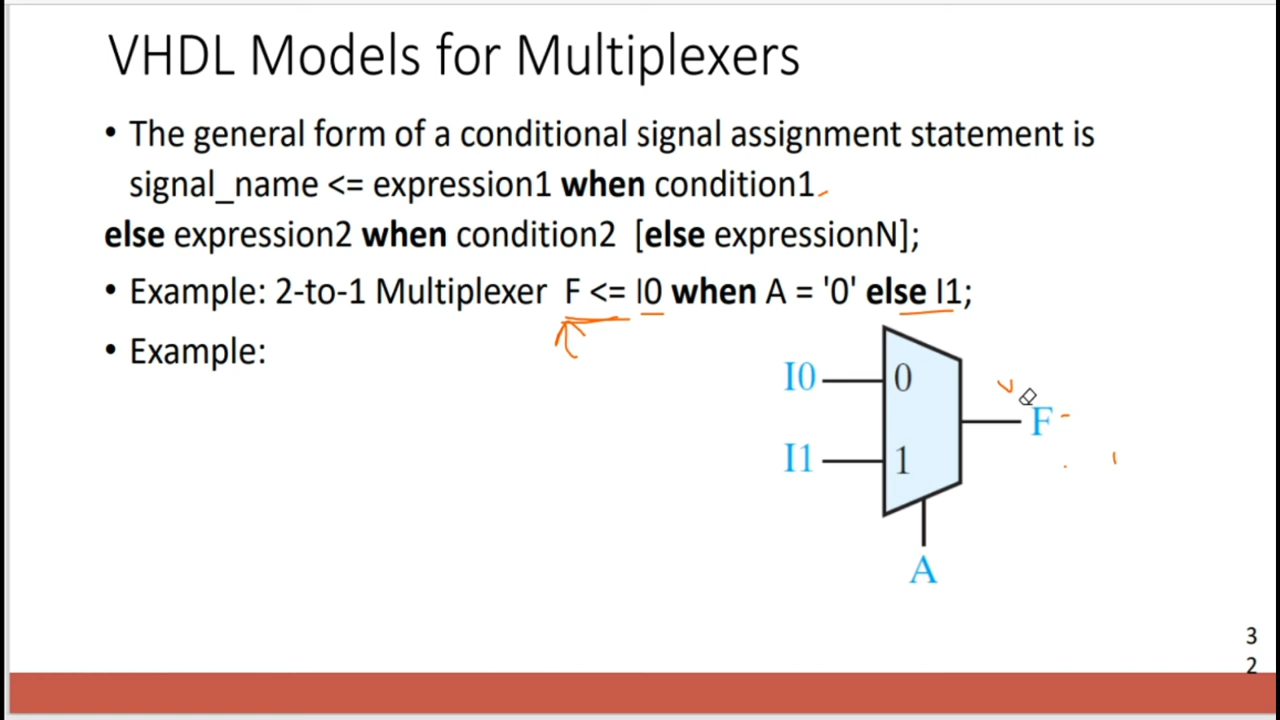 VHDL Models for Multiplexers
• The general form of a conditional signal assignment statement is
signal_name <= expression1 when condition1
else expression2 when condition2 [else expressionN];
• Example: 2-to-1 Multiplexer F <= I0 when A = '0' else I1;
• Example:
I0
0
F
I1
1
A
3
2